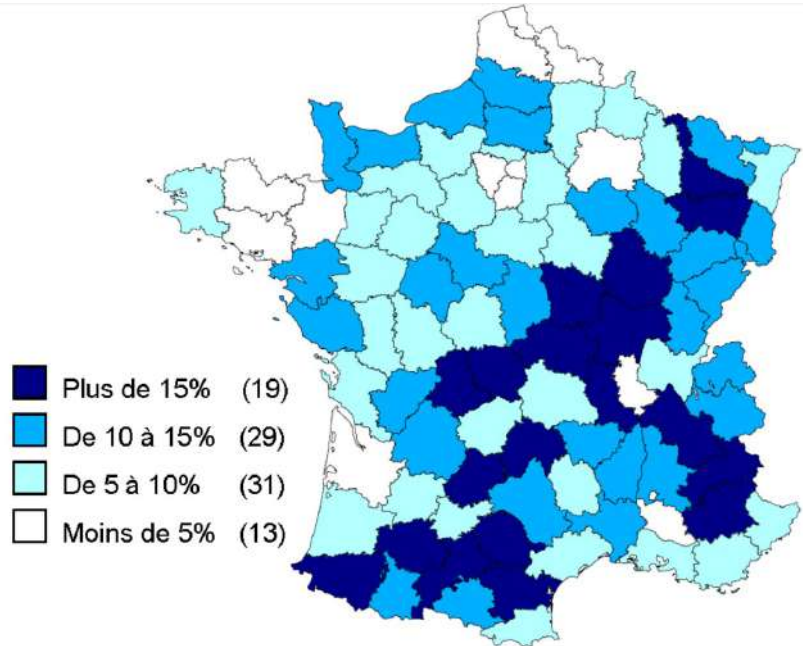 Plus de 15% (19)
De 10 à 15% (29)
De 5 à 10% (31)
Moins de 5% (13)